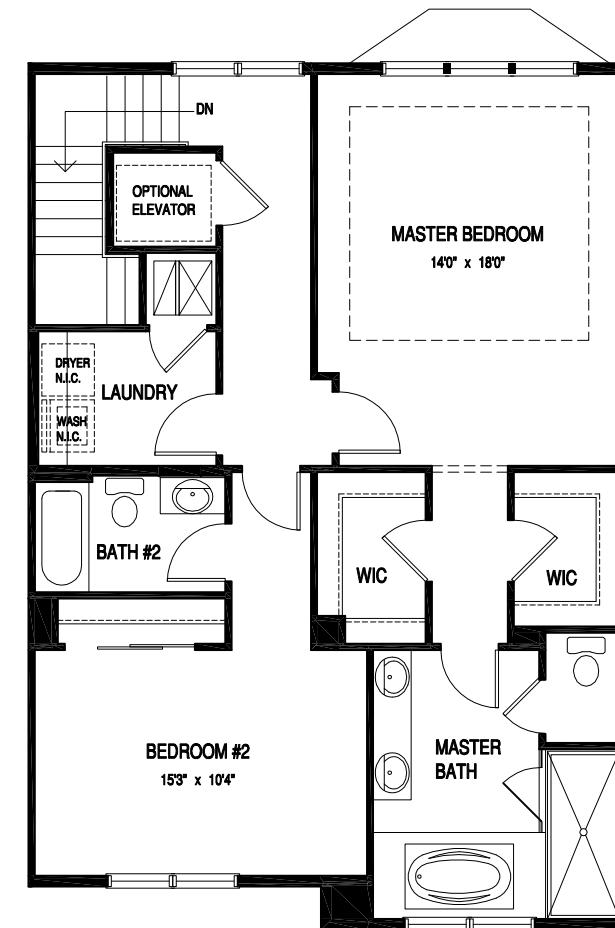 DN
OPTIONAL
ELEVATOR
MASTER BEDROOM
14'0" x 18'0"
DRYER
N.I.C.
LAUNDRY
WASH
N.I.C.
BATH #2
WIC
WIC
BEDROOM #2
15'3" x 10'4"
MASTER
BATH